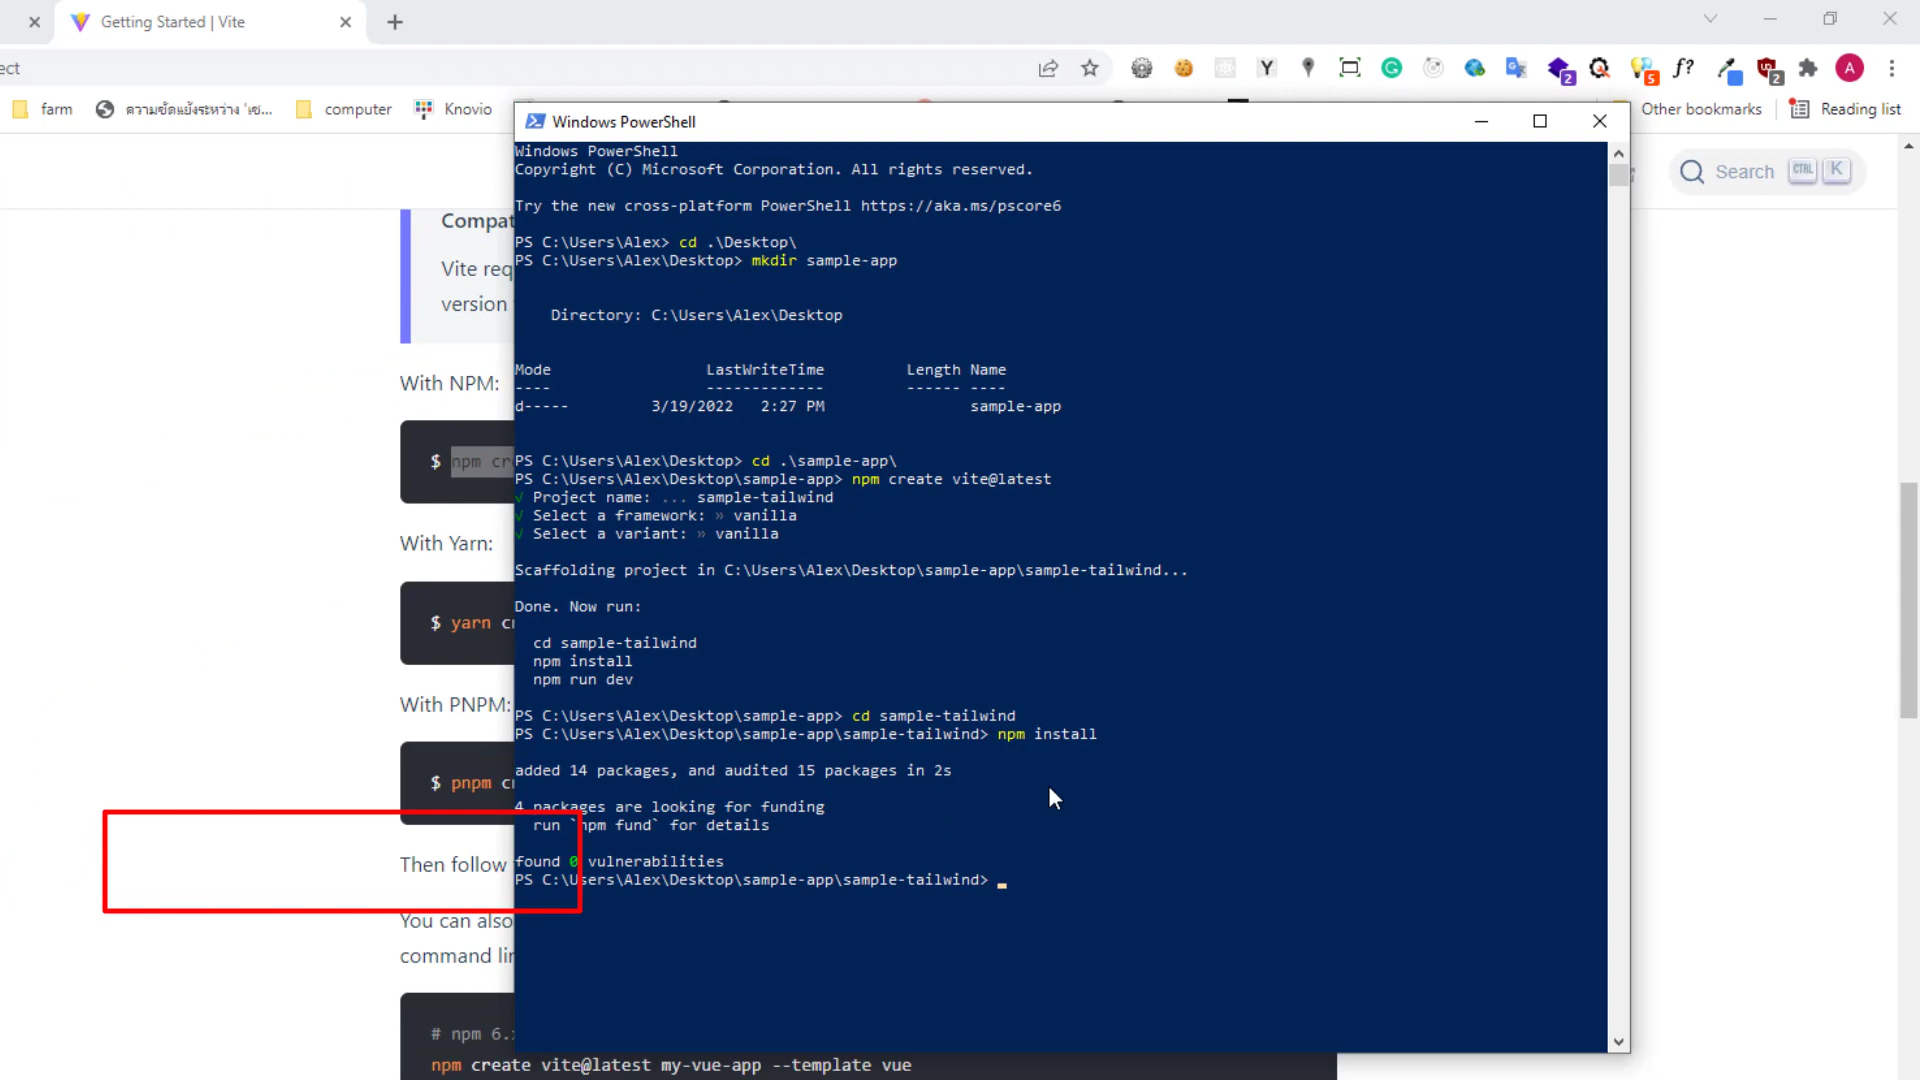 Getting Started | Vite
ect
Y
f?
5
2
2
A
farm
computer
Knovio
Other bookmarks
Reading list
Windows PowerShell
Search CTRL K
Windows PowerShell
Copyright (C) Microsoft Corporation. All rights reserved.
Try the new cross-platform PowerShell https://aka.ms/pscore6
PS C:\Users\Alex> cd .\Desktop\
PS C:\Users\Alex\Desktop> mkdir sample-app
Directory: C:\Users\Alex\Desktop
Mode LastWriteTime Length Name
---- ------------- ------ ----
d----- 3/19/2022 2:27 PM sample-app
PS C:\Users\Alex\Desktop> cd .\sample-app\
PS C:\Users\Alex\Desktop\sample-app> npm create vite@latest
√ Project name: ... sample-tailwind
√ Select a framework: » vanilla
√ Select a variant: » vanilla
Scaffolding project in C:\Users\Alex\Desktop\sample-app\sample-tailwind...
Done. Now run:
cd sample-tailwind
npm install
npm run dev
PS C:\Users\Alex\Desktop\sample-app> cd sample-tailwind
PS C:\Users\Alex\Desktop\sample-app\sample-tailwind> npm install
added 14 packages, and audited 15 packages in 2s
4 packages are looking for funding
run `npm fund` for details
found 0 vulnerabilities
PS C:\Users\Alex\Desktop\sample-app\sample-tailwind>
Compat
Vite req
version
With NPM:
$ npm cr
With Yarn:
$ yarn c
With PNPM:
$ pnpm c
Then follow
You can also
command lin
# npm 6.x
npm create vite@latest my-vue-app --template vue